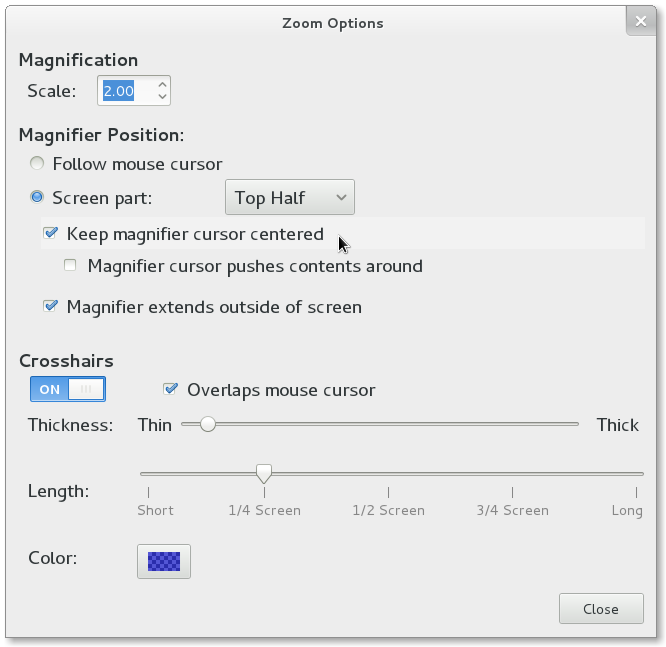 Zoom Options
Magnification
Scale: 2.00
Magnifier Position:
Follow mouse cursor
Screen part: Top Half
Keep magnifier cursor centered
Magnifier cursor pushes contents around
Magnifier extends outside of screen
Crosshairs
ON Overlaps mouse cursor
Thickness: Thin Thick
Length:
Short 1/4 Screen 1/2 Screen 3/4 Screen Long
Color:
Close